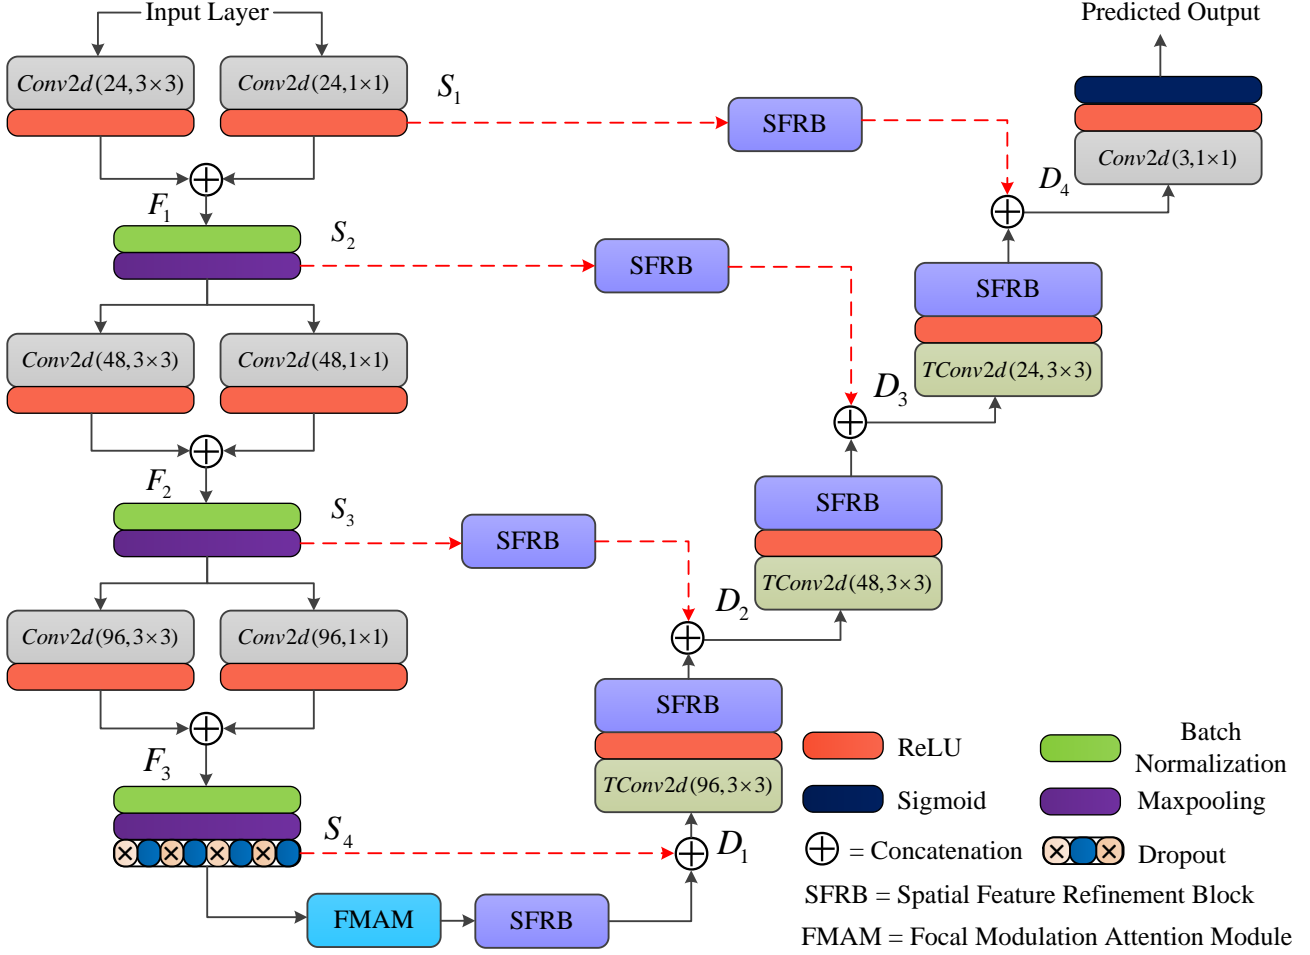 Input Layer
Predicted Output
Conv2d(24,3×3)
Conv2d(24,1×1)
S1
SFRB
Conv2d(3,1×1)
D4
F1
S2
SFRB
SFRB
TConv2d(24,3×3)
Conv2d(48,3×3)
Conv2d(48,1×1)
D3
F2
S3
SFRB
SFRB
TConv2d(48,3×3)
D2
Conv2d(96,3×3)
Conv2d(96,1×1)
SFRB
TConv2d(96,3×3)
F3
S4
D1
FMAM
SFRB
ReLU
Batch
Normalization
Sigmoid
Maxpooling
= Concatenation
Dropout
SFRB = Spatial Feature Refinement Block
FMAM = Focal Modulation Attention Module